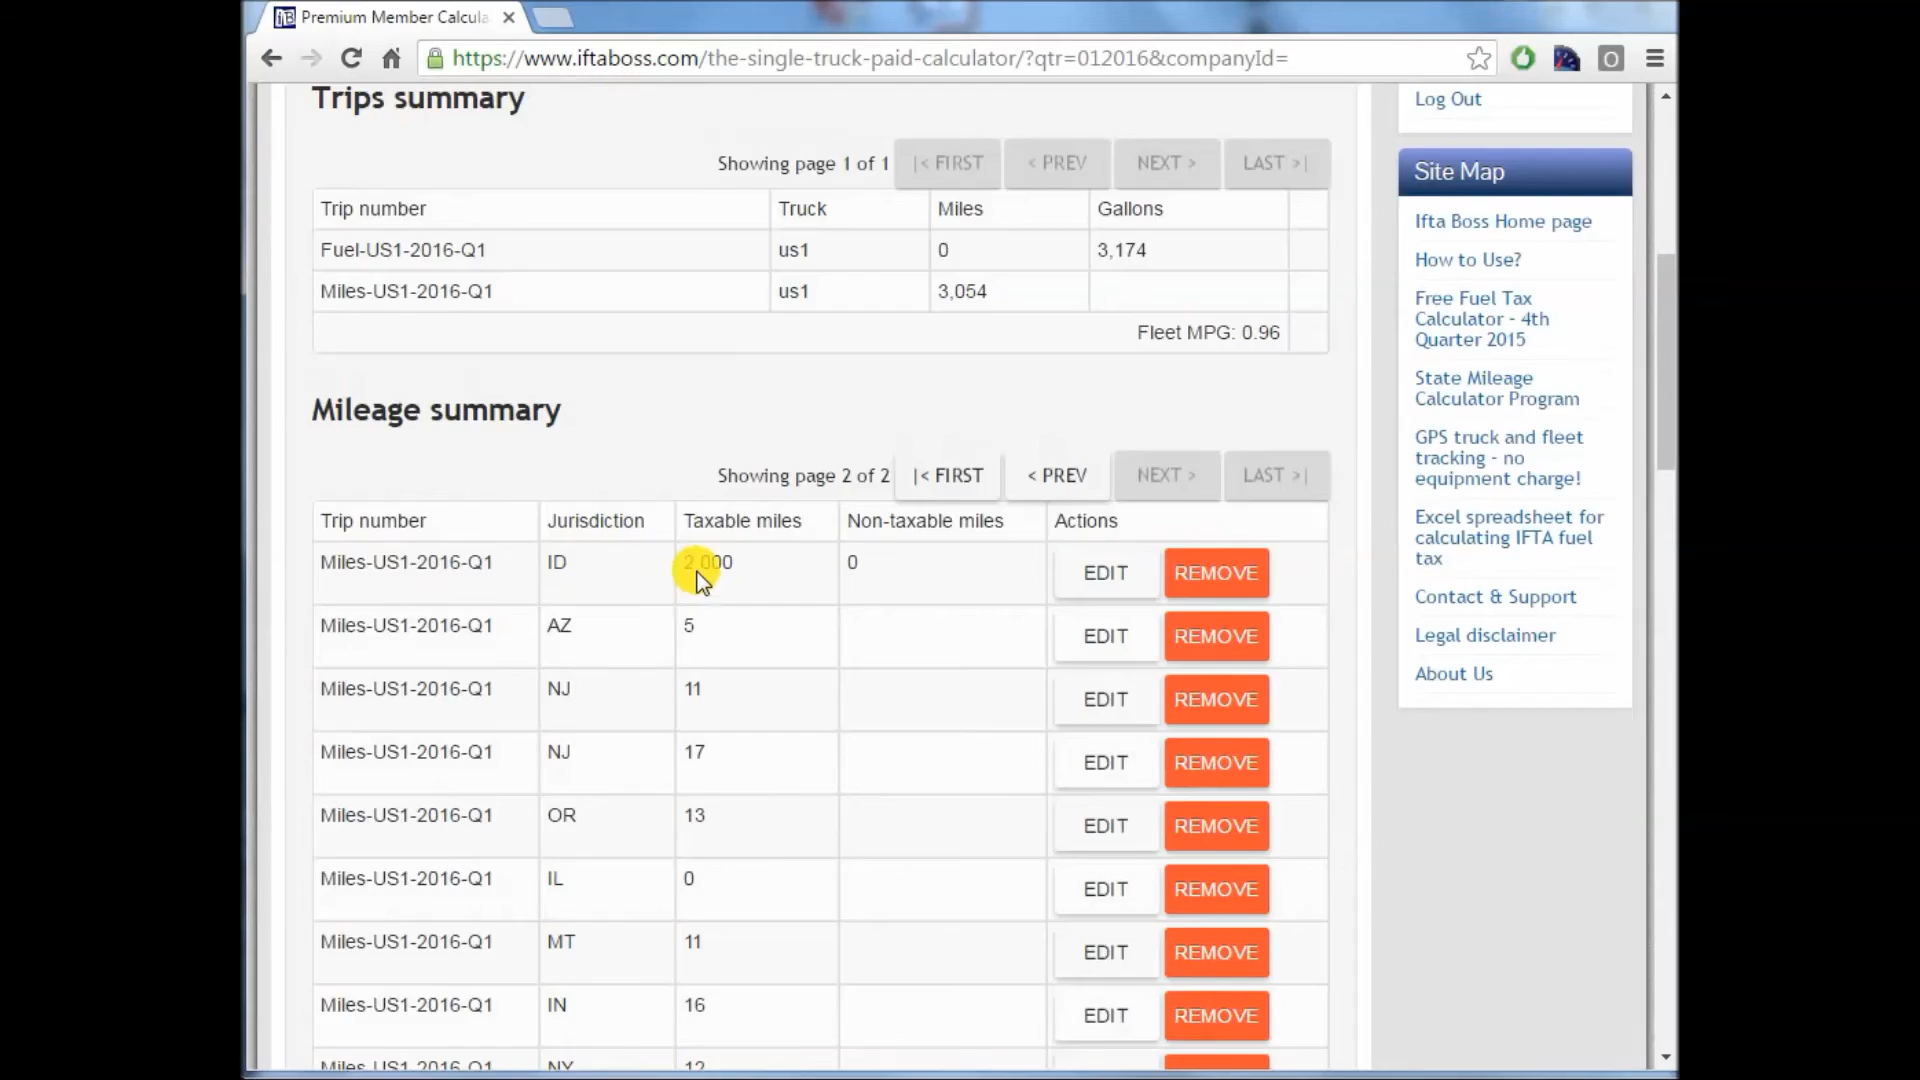 Premium Member Calcula
https://www.iftaboss.com/the-single-truck-paid-calculator/?qtr=012016&companyId=
Trips summary
Showing page 1 of 1 |< FIRST < PREV NEXT > LAST >|
Trip number Truck Miles Gallons
Fuel-US1-2016-Q1 us1 0 3,174
Miles-US1-2016-Q1 us1 3,054
Fleet MPG: 0.96
Mileage summary
Showing page 2 of 2 |< FIRST < PREV NEXT > LAST >|
Trip number Jurisdiction Taxable miles Non-taxable miles Actions
Miles-US1-2016-Q1 ID 2,000 0 EDIT REMOVE
Miles-US1-2016-Q1 AZ 5 EDIT REMOVE
Miles-US1-2016-Q1 NJ 11 EDIT REMOVE
Miles-US1-2016-Q1 NJ 17 EDIT REMOVE
Miles-US1-2016-Q1 OR 13 EDIT REMOVE
Miles-US1-2016-Q1 IL 0 EDIT REMOVE
Miles-US1-2016-Q1 MT 11 EDIT REMOVE
Miles-US1-2016-Q1 IN 16 EDIT REMOVE
Miles-US1-2016-Q1 NY 12
Log Out
Site Map
Ifta Boss Home page
How to Use?
Free Fuel Tax
Calculator - 4th
Quarter 2015
State Mileage
Calculator Program
GPS truck and fleet
tracking - no
equipment charge!
Excel spreadsheet for
calculating IFTA fuel
tax
Contact & Support
Legal disclaimer
About Us